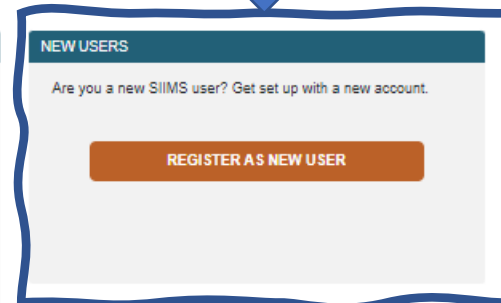 NEW USERS
Are you a new SIIMS user? Get set up with a new account.
REGISTER AS NEW USER